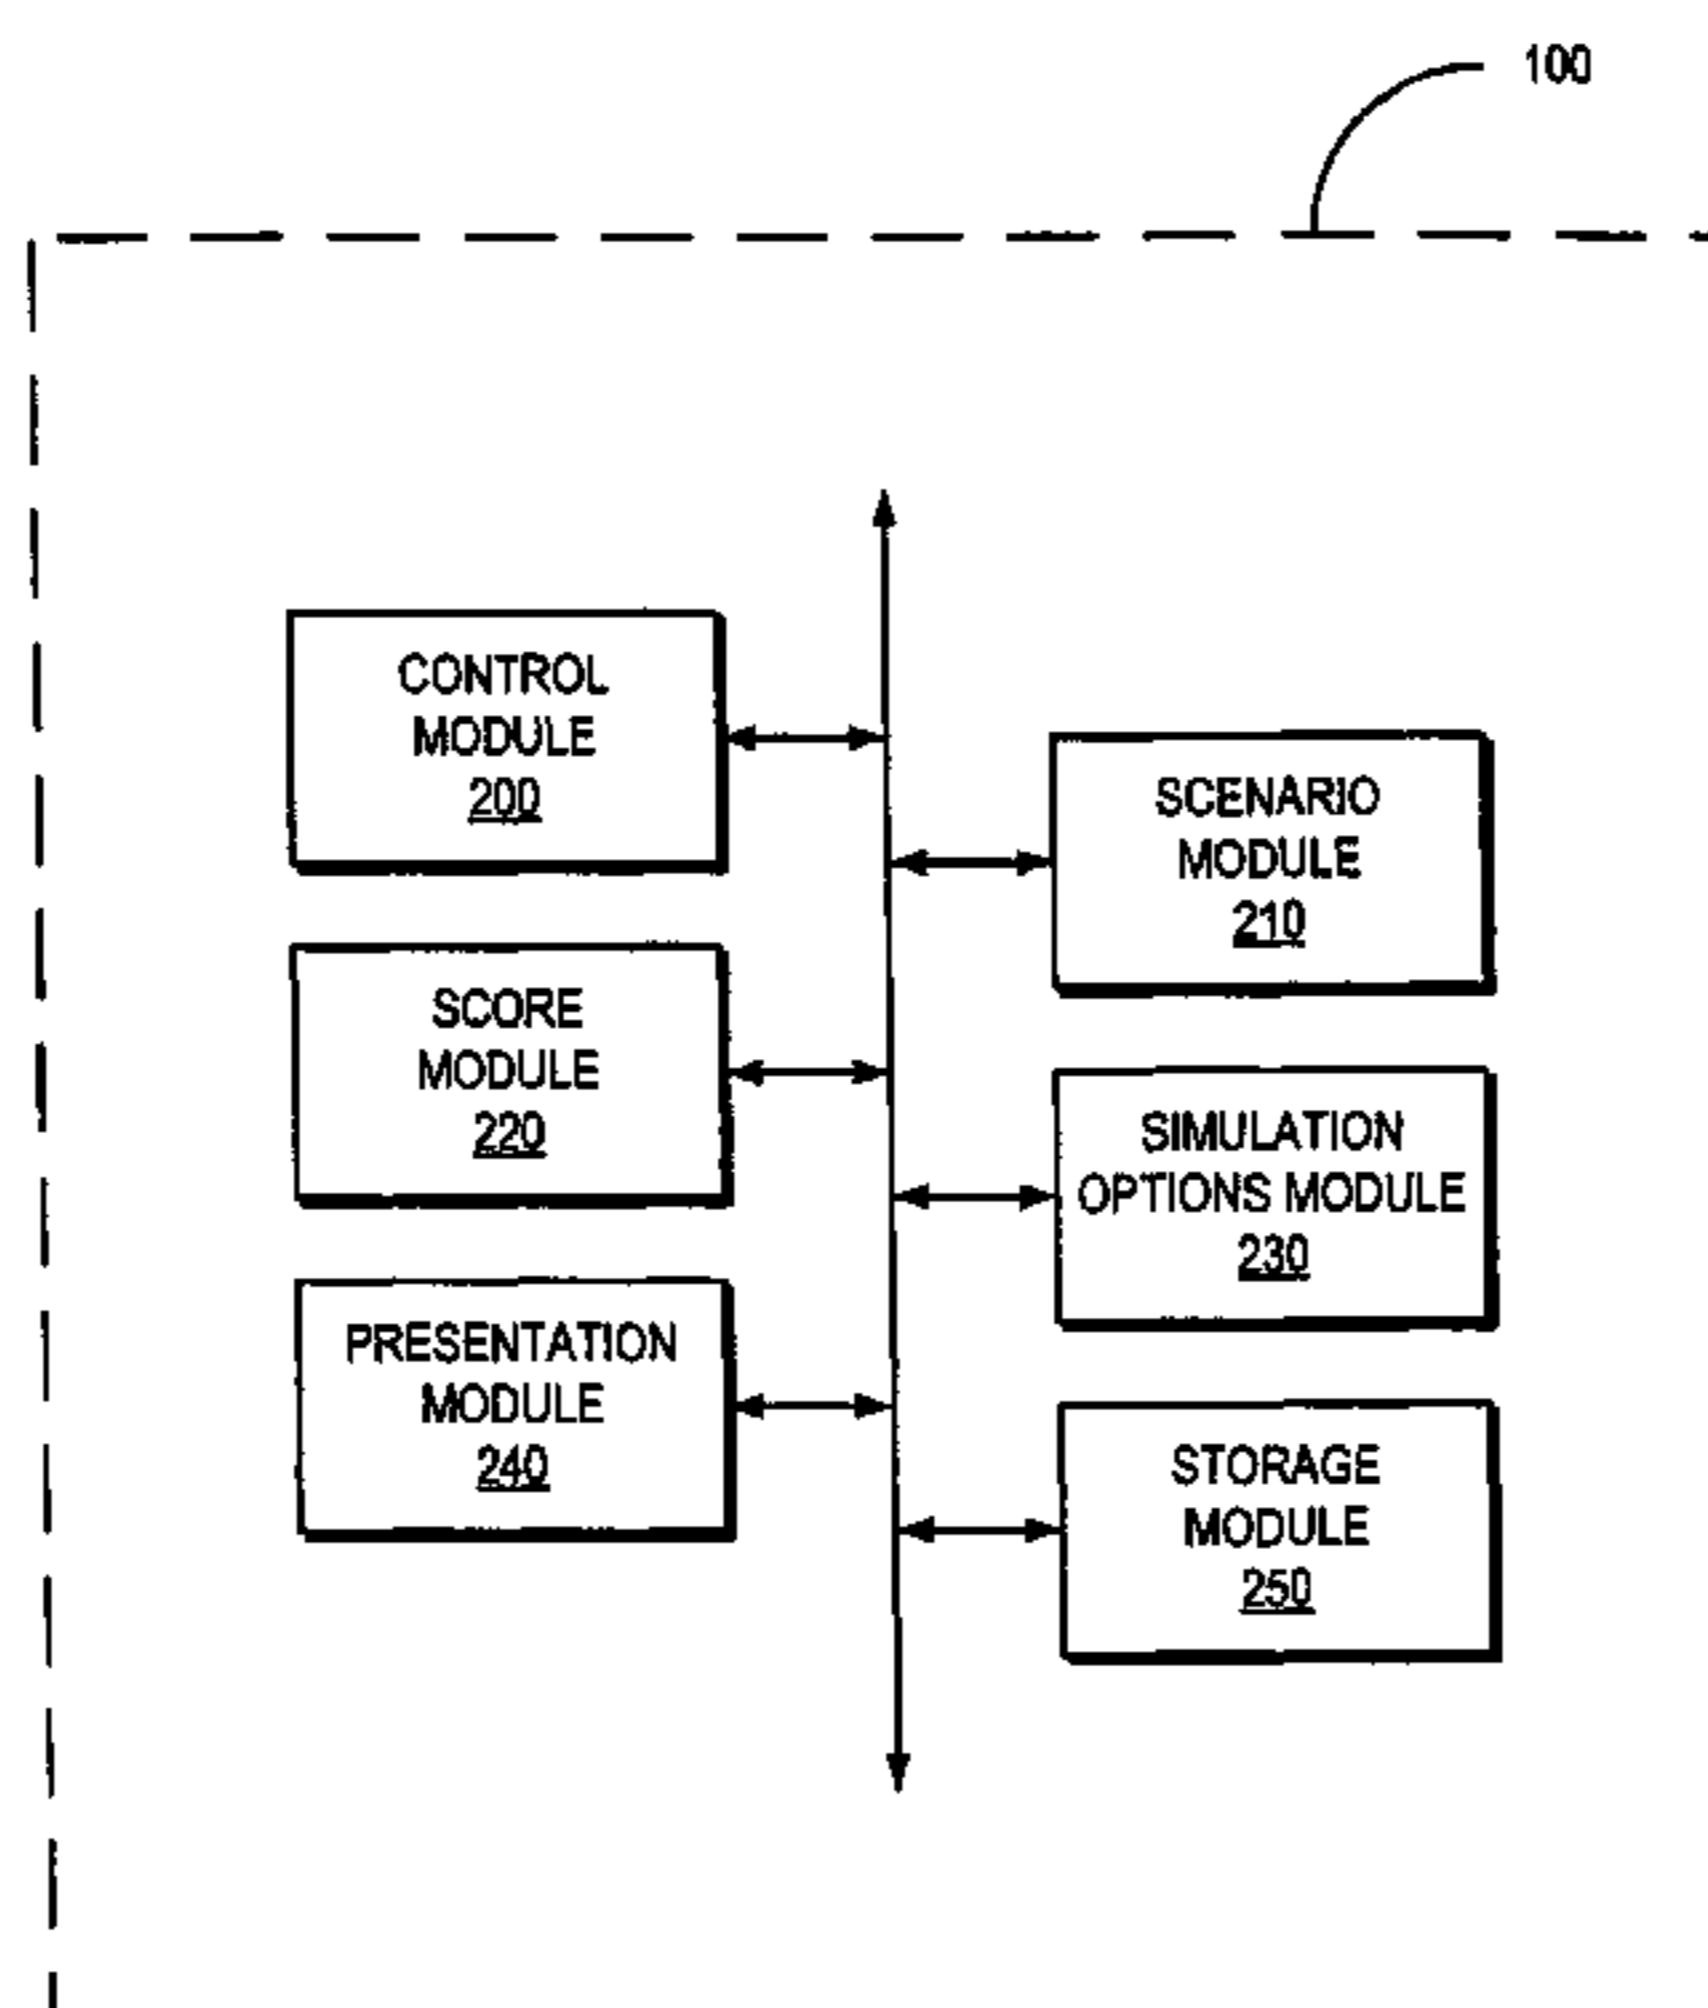 100
CONTROL
MODULE
200
SCENARIO
MODULE
210
SCORE
MODULE
220
SIMULATION
OPTIONS MODULE
230
PRESENTATION
MODULE
240
STORAGE
MODULE
250